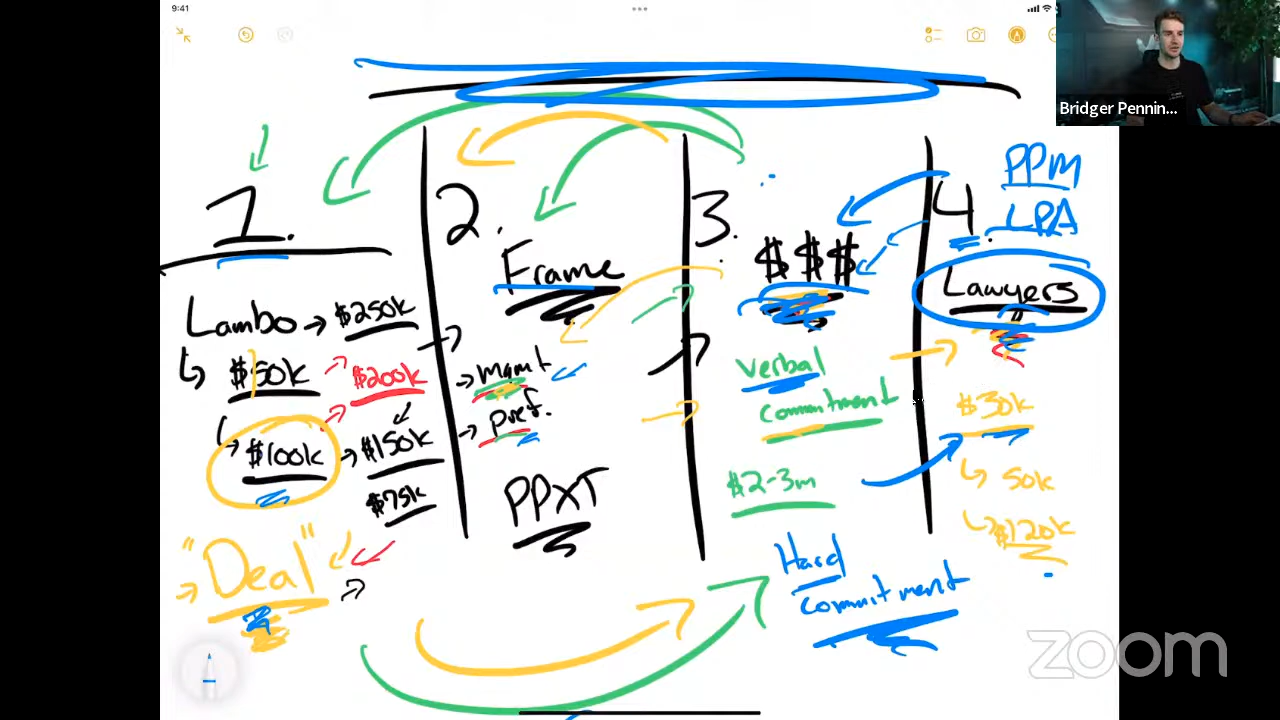 9:41
Bridger Pennin...
1.
Lambo → $250k
$50k
$200k
$100k → $150k
$75k
"Deal"
2.
Frame
→ mgmt
→ pref.
PPXT
3.
$$$
verbal
commitment
$2-3m
Hard
commitment
PPM
LPA
4.
Lawyers
$30k
50k
$120k
zoom